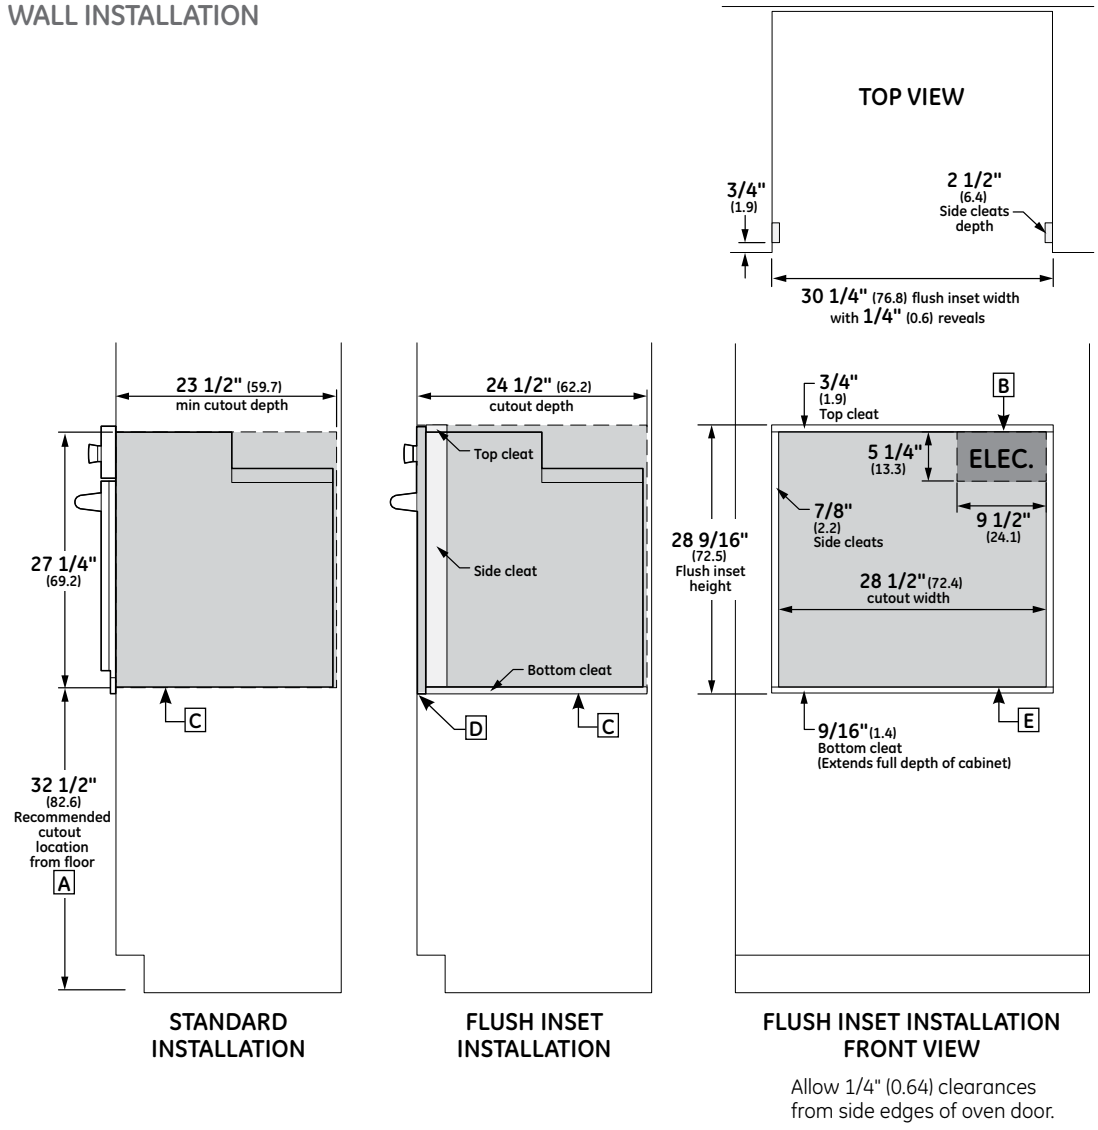 WALL INSTALLATION
TOP VIEW
3/4"
(1.9)
2 1/2"
(6.4)
Side cleats
depth
30 1/4" (76.8) flush inset width
with 1/4" (0.6) reveals
23 1/2" (59.7)
min cutout depth
27 1/4"
(69.2)
C
32 1/2"
(82.6)
Recommended
cutout
location
from floor
A
STANDARD
INSTALLATION
24 1/2" (62.2)
cutout depth
Top cleat
Side cleat
Bottom cleat
D
C
FLUSH INSET
INSTALLATION
3/4"
(1.9)
Top cleat
B
5 1/4"
(13.3)
ELEC.
7/8"
(2.2)
Side cleats
9 1/2"
(24.1)
28 9/16"
(72.5)
Flush inset
height
28 1/2"(72.4)
cutout width
E
9/16"(1.4)
Bottom cleat
(Extends full depth of cabinet)
FLUSH INSET INSTALLATION
FRONT VIEW
Allow 1/4" (0.64) clearances
from side edges of oven door.